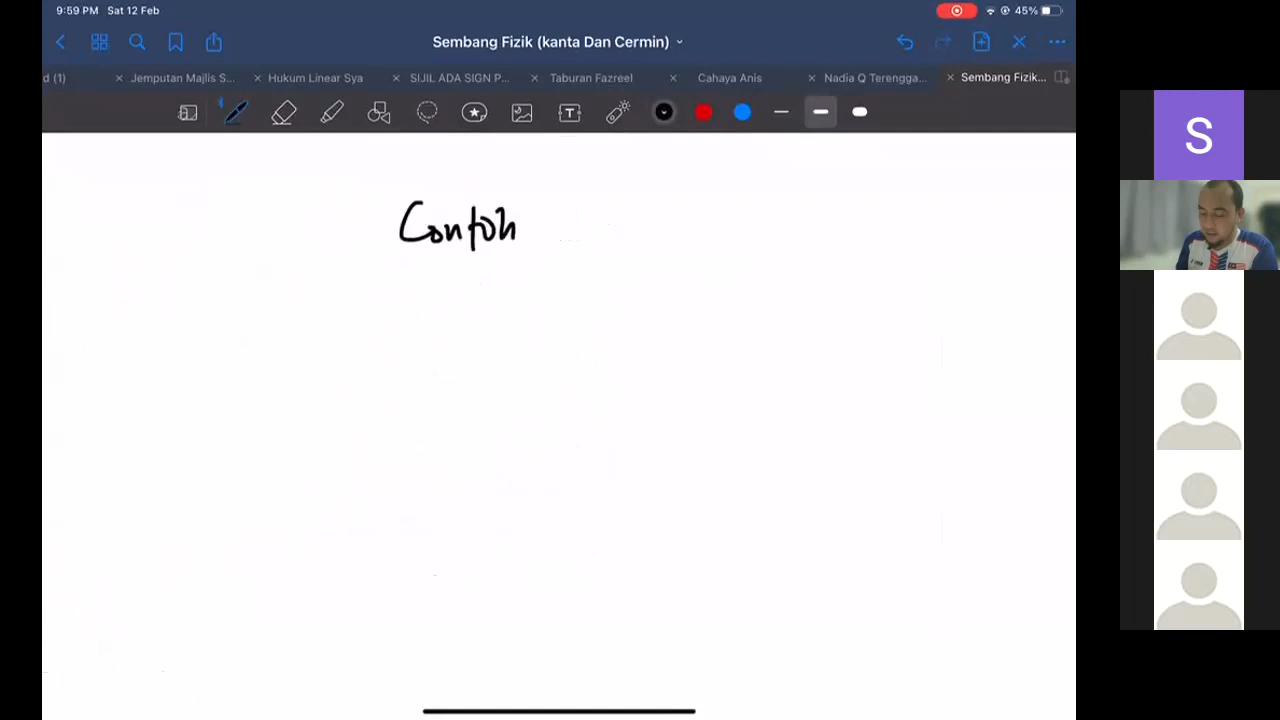 9:59 PM Sat 12 Feb
45%
Sembang Fizik (kanta Dan Cermin)
d (1)
Jemputan Majlis S...
Hukum Linear Sya
SIJIL ADA SIGN P...
Taburan Fazreel
Cahaya Anis
Nadia Q Terengga...
Sembang Fizik...
T
Contoh
S